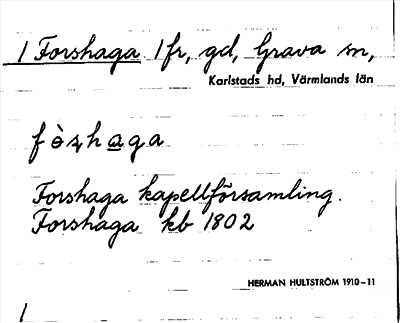 1 Forshaga 1 fr, gd, Grava sn,
Karlstads hd, Värmlands län
fòşhaga
Forshaga kapellförsamling.
Forshaga kb 1802
HERMAN HULTSTRÖM 1910-11
1